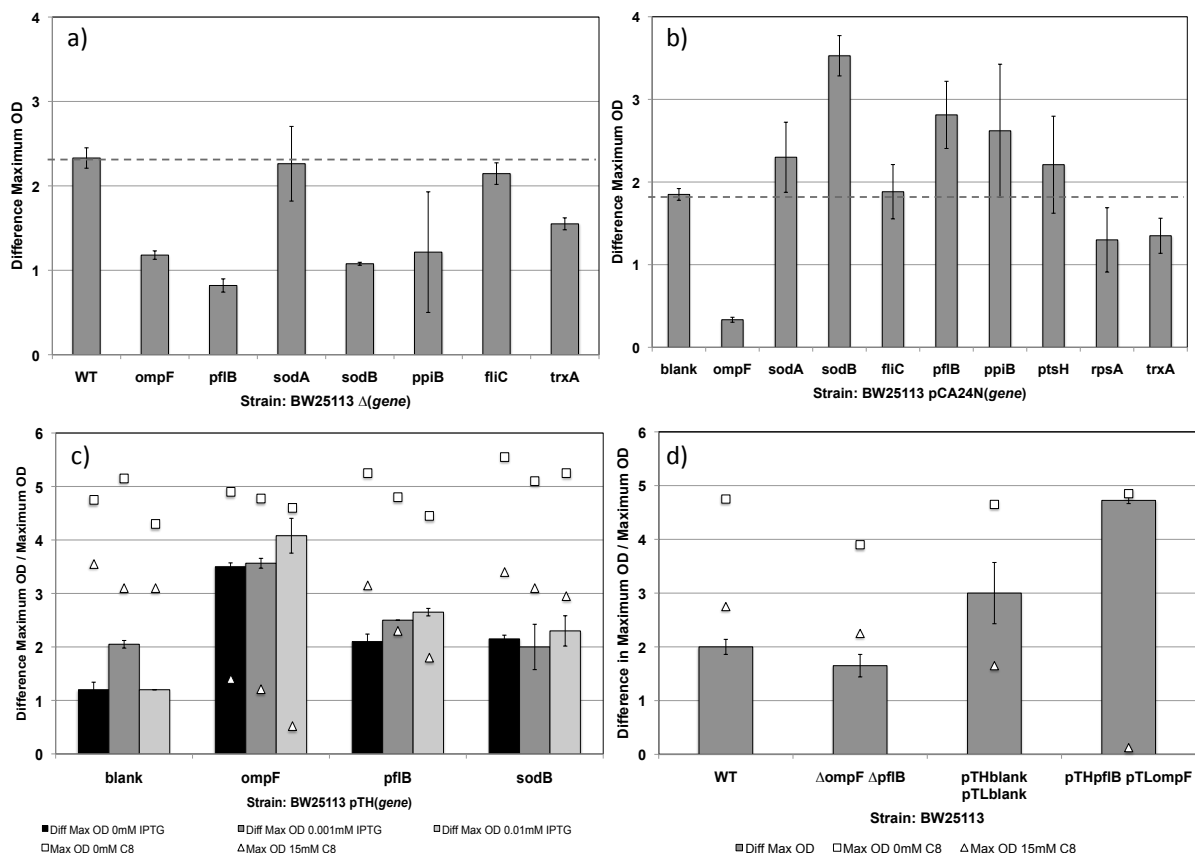 a)
Difference Maximum OD
4
3
2
1
0
WT ompF pflB sodA sodB ppiB fliC trxA
Strain: BW25113 Δ(gene)
b)
Difference Maximum OD
4
3
2
1
0
blank ompF sodA sodB fliC pflB ppiB ptsH rpsA trxA
Strain: BW25113 pCA24N(gene)
c)
Difference Maximum OD / Maximum OD
6
5
4
3
2
1
0
blank ompF pflB sodB
Strain: BW25113 pTH(gene)
Diff Max OD 0mM IPTG Diff Max OD 0.001mM IPTG Diff Max OD 0.01mM IPTG
Max OD 0mM C8 Max OD 15mM C8
d)
Difference in Maximum OD / Maximum OD
6
5
4
3
2
1
0
WT ΔompF ΔpflB pTHblank pTHpflB pTLompF
pTLblank
Strain: BW25113
Diff Max OD Max OD 0mM C8 Max OD 15mM C8